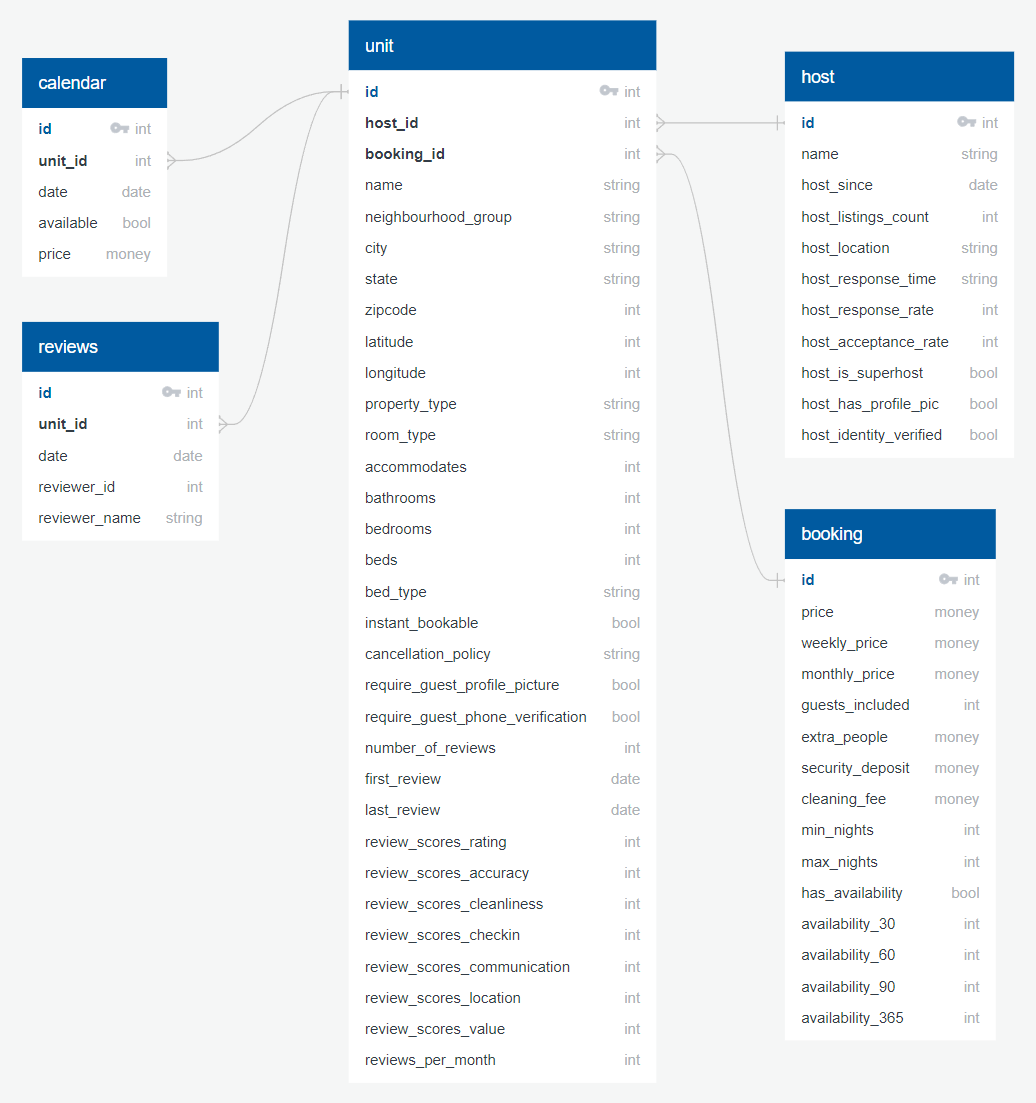 calendar
id int
unit_id int
date date
available bool
price money
reviews
id int
unit_id int
date date
reviewer_id int
reviewer_name string
unit
id int
host_id int
booking_id int
name string
neighbourhood_group string
city string
state string
zipcode int
latitude int
longitude int
property_type string
room_type string
accommodates int
bathrooms int
bedrooms int
beds int
bed_type string
instant_bookable bool
cancellation_policy string
require_guest_profile_picture bool
require_guest_phone_verification bool
number_of_reviews int
first_review date
last_review date
review_scores_rating int
review_scores_accuracy int
review_scores_cleanliness int
review_scores_checkin int
review_scores_communication int
review_scores_location int
review_scores_value int
reviews_per_month int
host
id int
name string
host_since date
host_listings_count int
host_location string
host_response_time string
host_response_rate int
host_acceptance_rate int
host_is_superhost bool
host_has_profile_pic bool
host_identity_verified bool
booking
id int
price money
weekly_price money
monthly_price money
guests_included int
extra_people money
security_deposit money
cleaning_fee money
min_nights int
max_nights int
has_availability bool
availability_30 int
availability_60 int
availability_90 int
availability_365 int